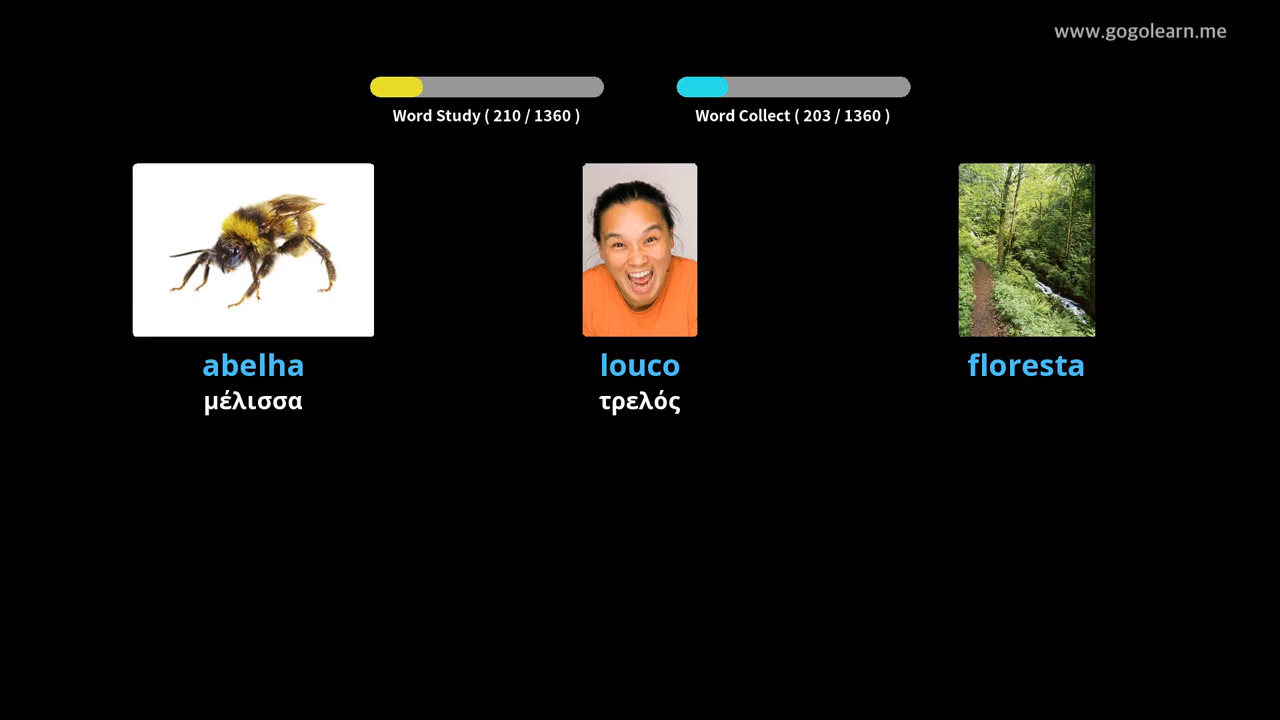 www.gogolearn.me
Word Study ( 210 / 1360 )
Word Collect ( 203 / 1360 )
abelha
μέλισσα
louco
τρελός
floresta